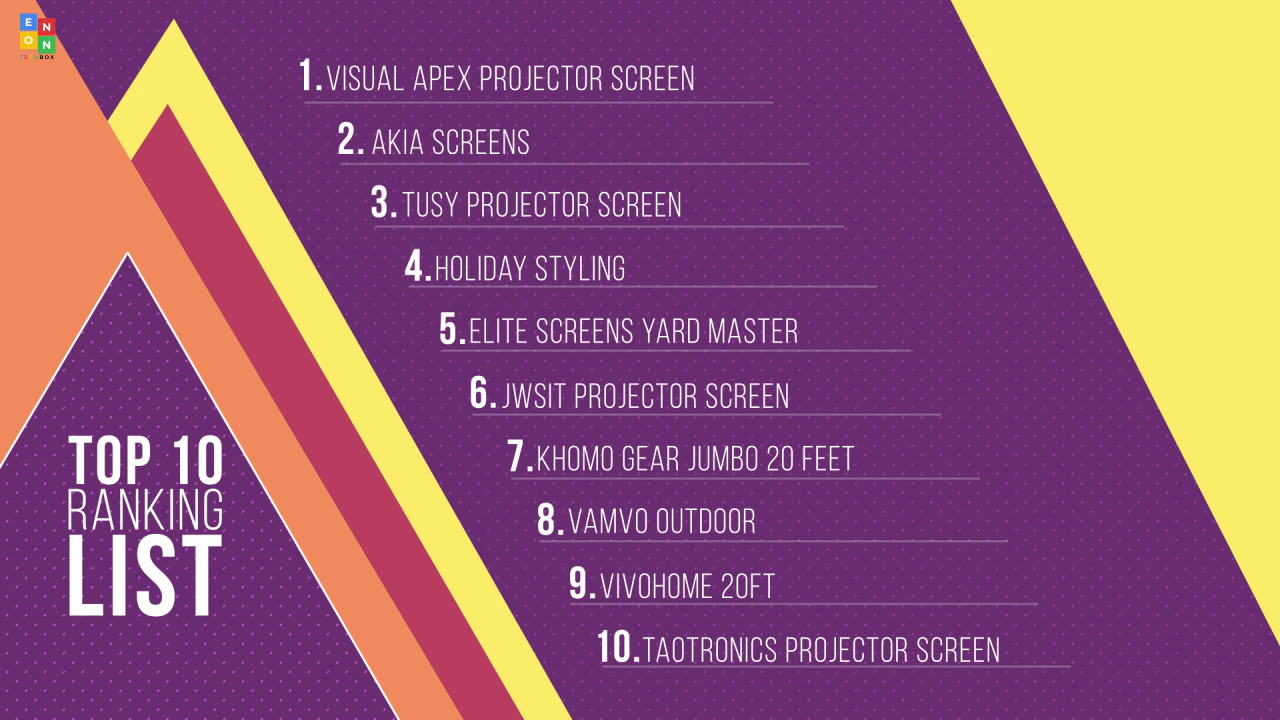 E N
O N
TECHBOX
1. VISUAL APEX PROJECTOR SCREEN
2. AKIA SCREENS
3. TUSY PROJECTOR SCREEN
4. HOLIDAY STYLING
5. ELITE SCREENS YARD MASTER
6. JWSIT PROJECTOR SCREEN
7. KHOMO GEAR JUMBO 20 FEET
8. VAMVO OUTDOOR
9. VIVOHOME 20FT
10. TAOTRONICS PROJECTOR SCREEN
TOP 10
RANKING
LIST